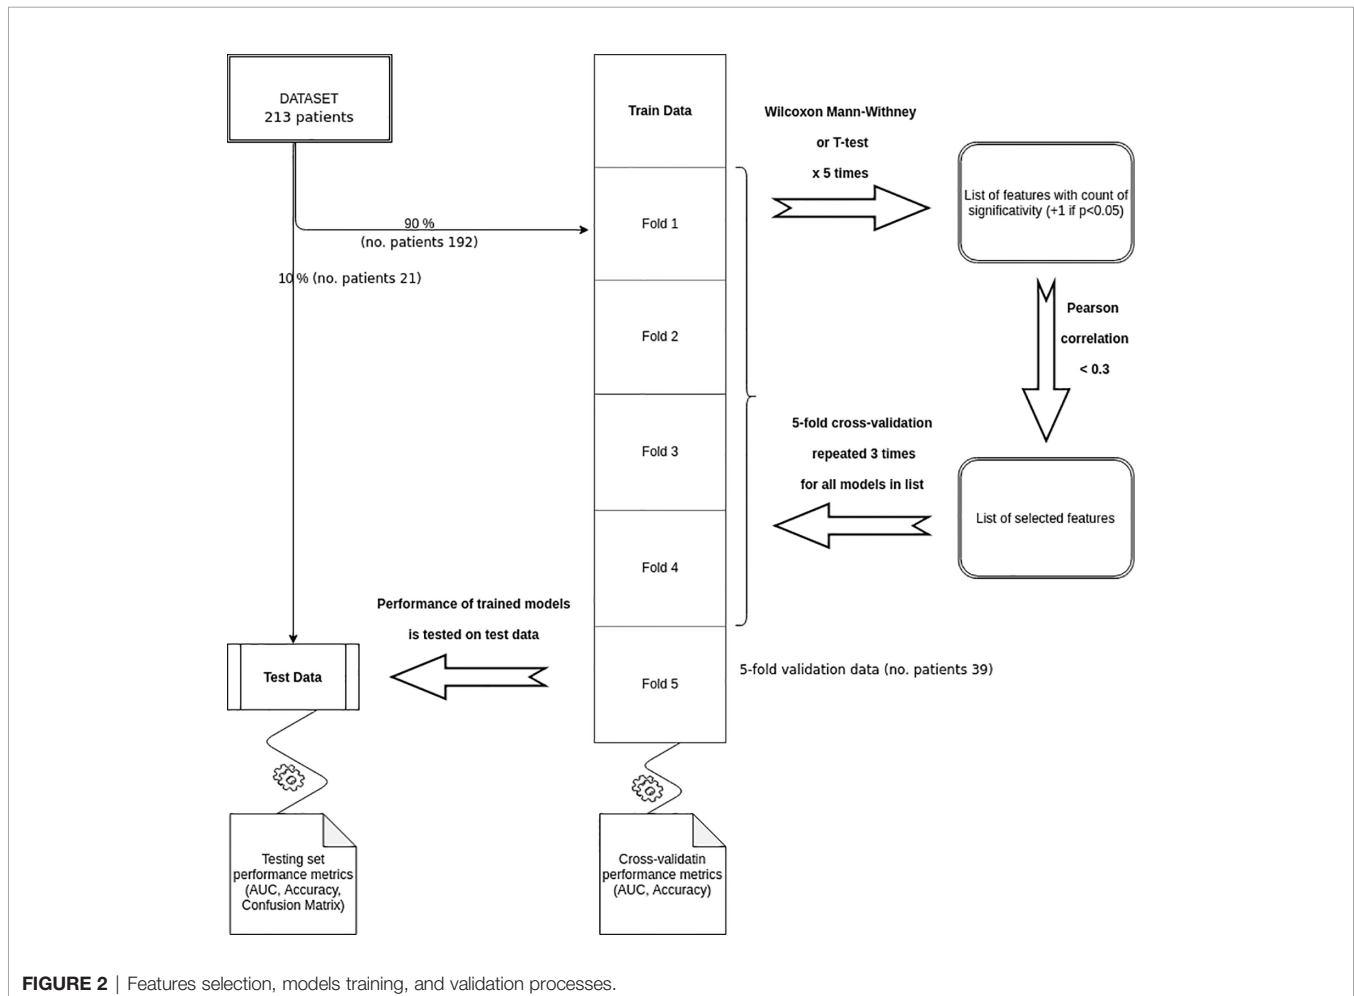 DATASET
213 patients
90 %
(no. patients 192)
10 % (no. patients 21)
Train Data
Fold 1
Fold 2
Fold 3
Fold 4
Fold 5
Wilcoxon Mann-Withney
or T-test
x 5 times
List of features with count of
significativity (+1 if p<0.05)
Pearson
correlation
< 0.3
List of selected features
5-fold cross-validation
repeated 3 times
for all models in list
5-fold validation data (no. patients 39)
Performance of trained models
is tested on test data
Test Data
Testing set
performance metrics
(AUC, Accuracy,
Confusion Matrix)
Cross-validatin
performance metrics
(AUC, Accuracy)
FIGURE 2 | Features selection, models training, and validation processes.